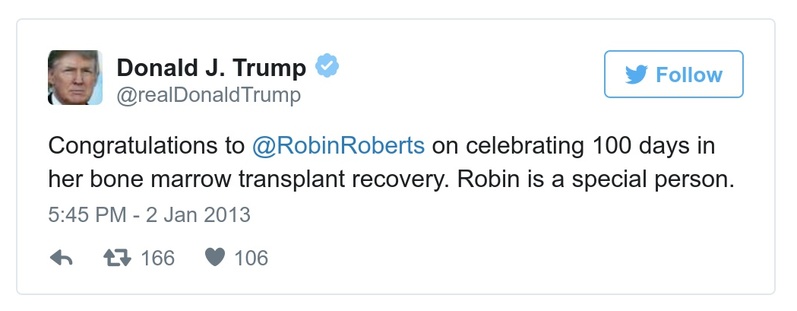 Donald J. Trump
@realDonaldTrump
Follow
Congratulations to @RobinRoberts on celebrating 100 days in
her bone marrow transplant recovery. Robin is a special person.
5:45 PM - 2 Jan 2013
166 106